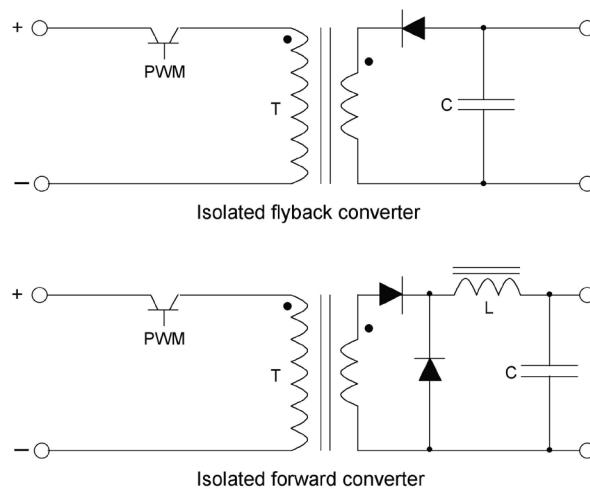 +
PWM
T
C
−
Isolated flyback converter
+
PWM
T
L
C
−
Isolated forward converter